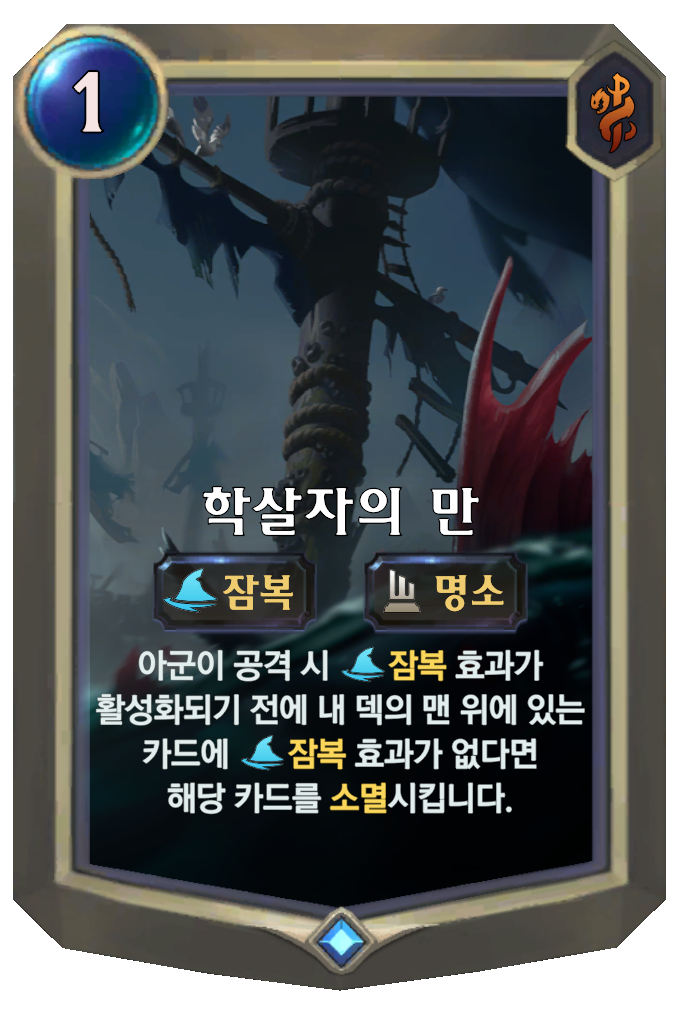 1
학살자의 만
잠복 명소
아군이 공격 시 잠복 효과가
활성화되기 전에 내 덱의 맨 위에 있는
카드에 잠복 효과가 없다면
해당 카드를 소멸시킵니다.